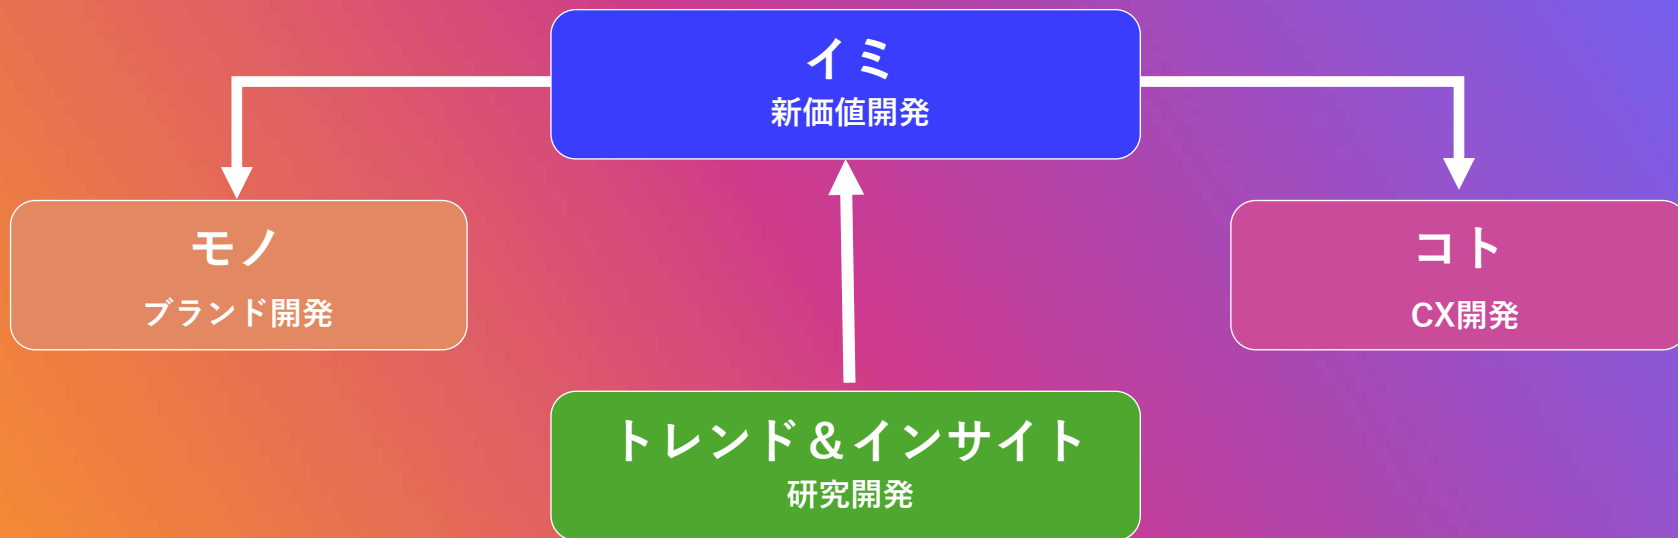 イミ
新価値開発
モノ
ブランド開発
コト
CX開発
トレンド＆インサイト
研究開発